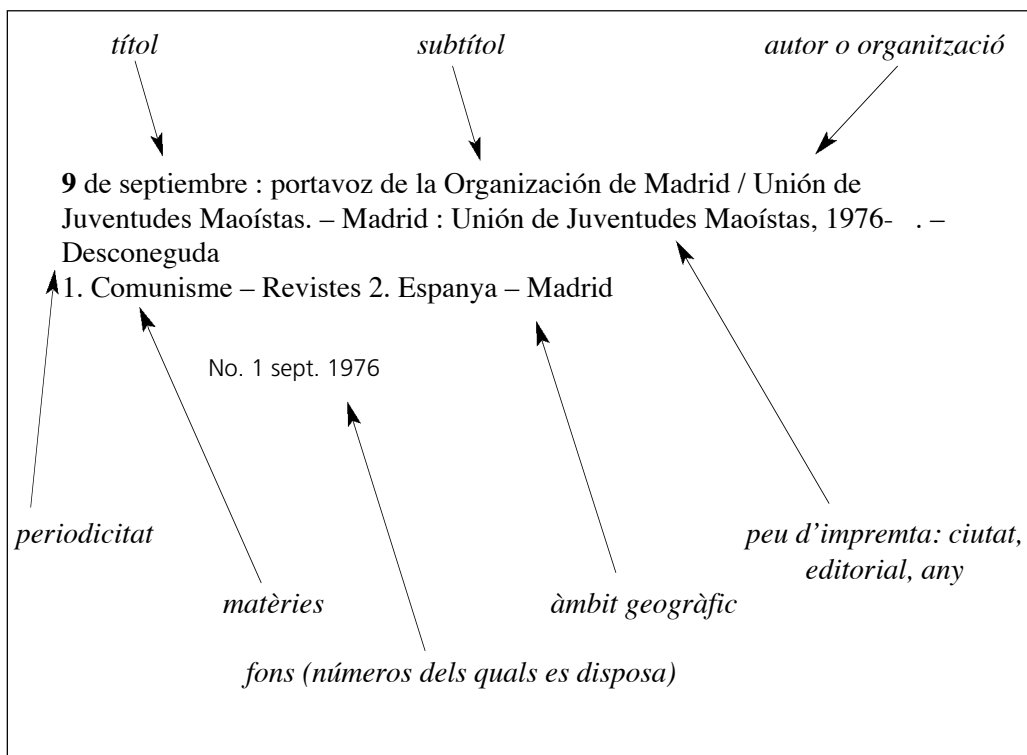 títol subtítol autor o organització
9 de septiembre : portavoz de la Organización de Madrid / Unión de
Juventudes Maoístas. – Madrid : Unión de Juventudes Maoístas, 1976- . –
Desconeguda
1. Comunisme – Revistes 2. Espanya – Madrid
No. 1 sept. 1976
periodicitat
peu d’impremta: ciutat,
editorial, any
matèries
àmbit geogràfic
fons (números dels quals es disposa)